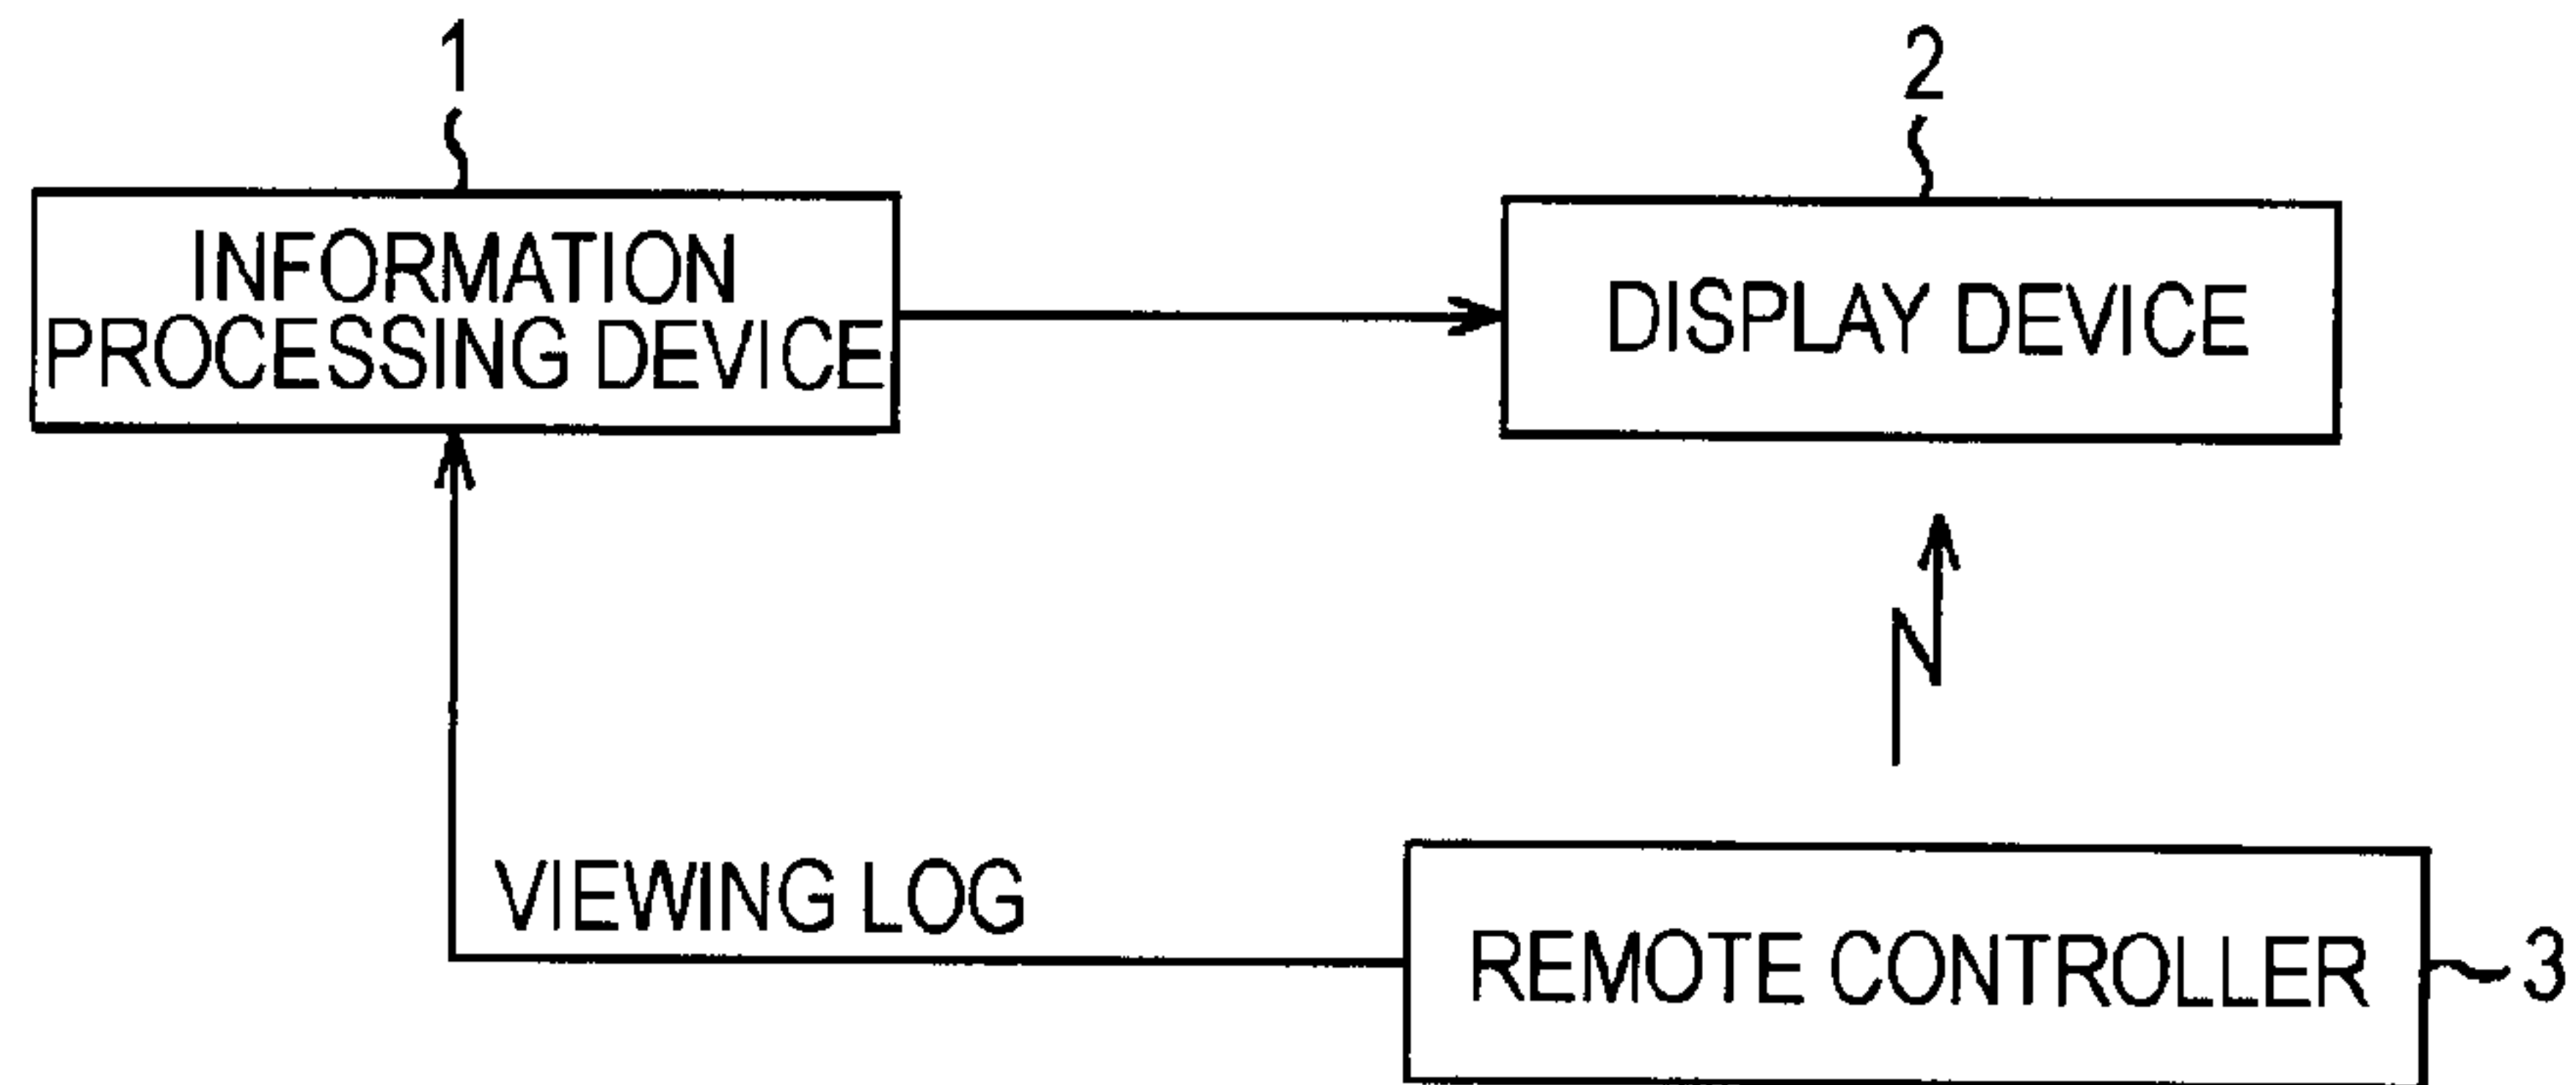 1
2
INFORMATION
PROCESSING DEVICE
DISPLAY DEVICE
VIEWING LOG
REMOTE CONTROLLER
3